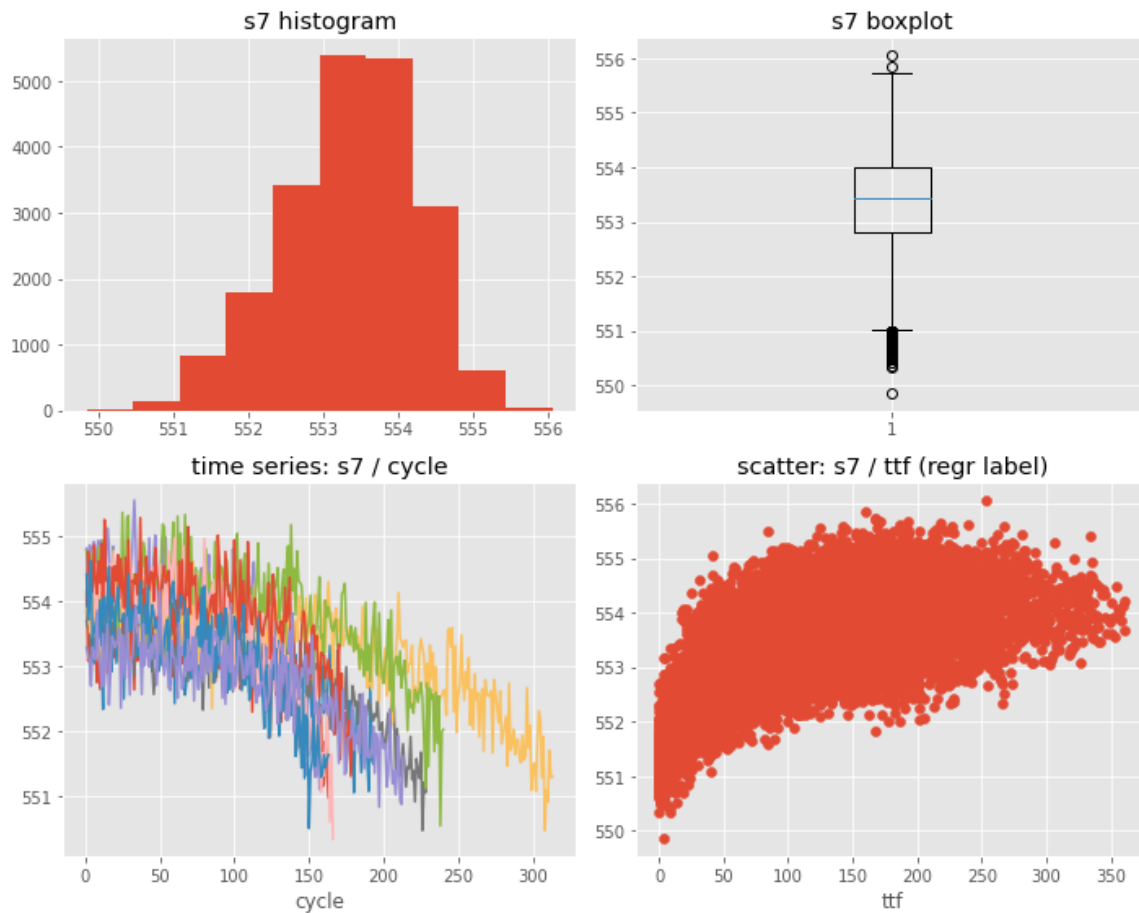 s7 histogram
5000
4000
3000
2000
1000
0
550 551 552 553 554 555 556
s7 boxplot
556
555
554
553
552
551
550
1
time series: s7 / cycle
555
554
553
552
551
0 50 100 150 200 250 300
cycle
scatter: s7 / ttf (regr label)
556
555
554
553
552
551
550
0 50 100 150 200 250 300 350
ttf